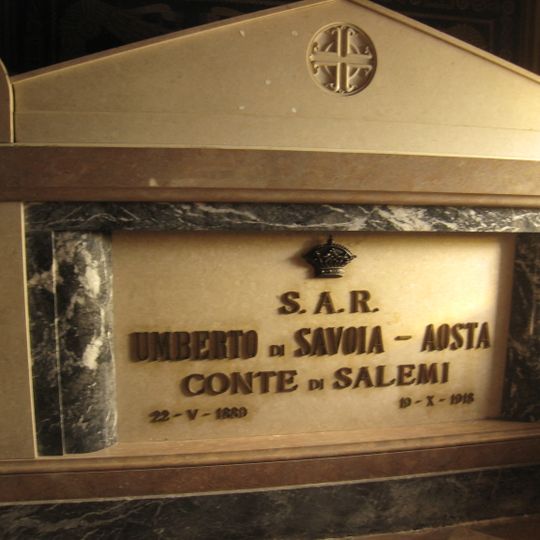 S. A. R.
UMBERTO DI SAVOIA – AOSTA
CONTE DI SALEMI
22 - V - 1889 19 - X - 1918